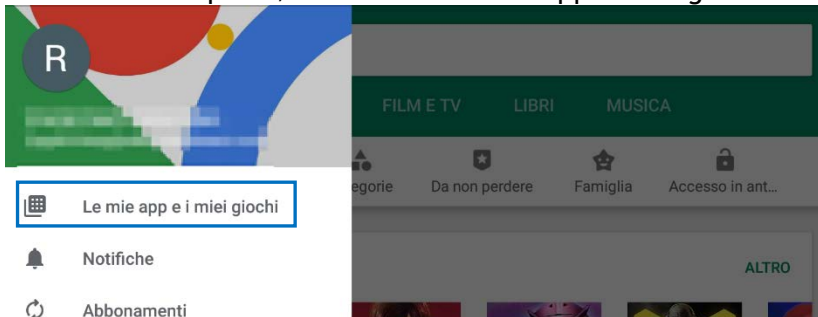 R
FILM E TV LIBRI MUSICA
egorie Da non perdere Famiglia Accesso in ant...
Le mie app e i miei giochi
Notifiche
ALTRO
Abbonamenti